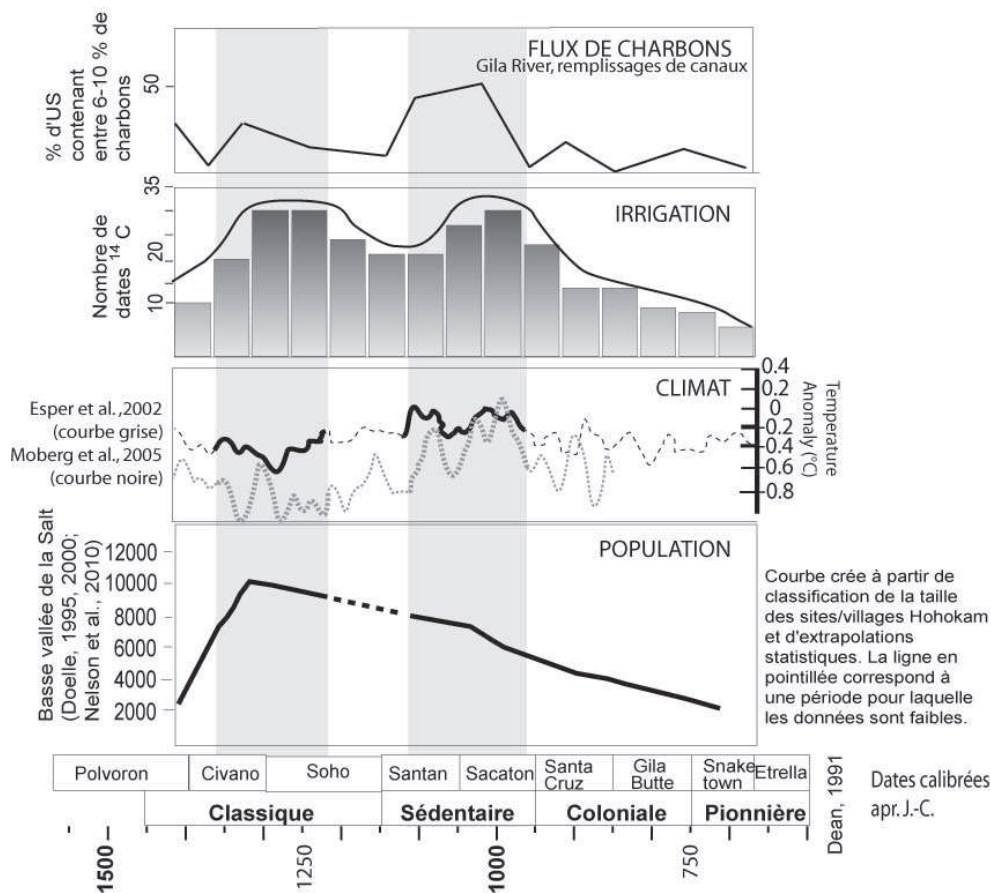 FLUX DE CHARBONS
Gila River, remplissages de canaux
% d'US
contenant
entre 6-10 % de
charbons
50
IRRIGATION
Nombre de
dates 14 C
35
20
10
CLIMAT
Esper et al.,2002
(courbe grise)
Moberg et al.,2005
(courbe noire)
0.4
0.2
0
-0.2
-0.4
0.6
0.8
Temperature
Anomaly (°C)
POPULATION
Basse vallée de la Salt
(Doelle, 1995, 2000;
Nelson et al., 2010)
12000
10000
8000
6000
4000
2000
Courbe crée à partir de
classification de la taille
des sites/villages Hohokam
et d'extrapolations
statistiques. La ligne en
pointillée correspond à
une période pour laquelle
les données sont faibles.
Polvoron
Civano
Soho
Santan
Sacaton
Santa
Cruz
Gila
Butte
Snake
town
Etrella
Classique
Sédentaire
Coloniale
Pionnière
Dean, 1991
Dates calibrées
apr. J.-C.
1500
1250
1000
750